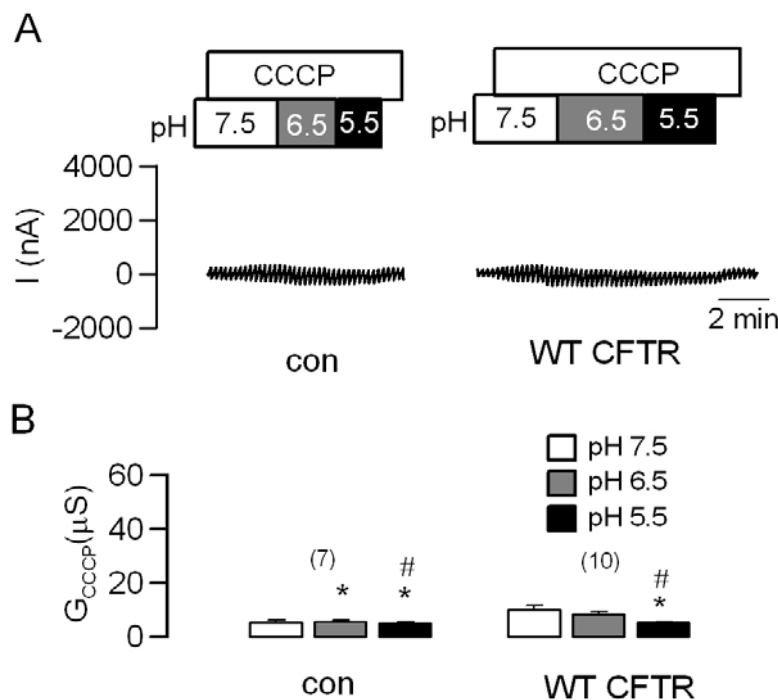 A
CCCP CCCP
pH 7.5 6.5 5.5 pH 7.5 6.5 5.5
4000
2000
0
-2000
I (nA)
2 min
con WT CFTR
B
pH 7.5
pH 6.5
pH 5.5
60
40
20
0
G_CCCP(μS)
(7) # (10) #
* * *
con WT CFTR